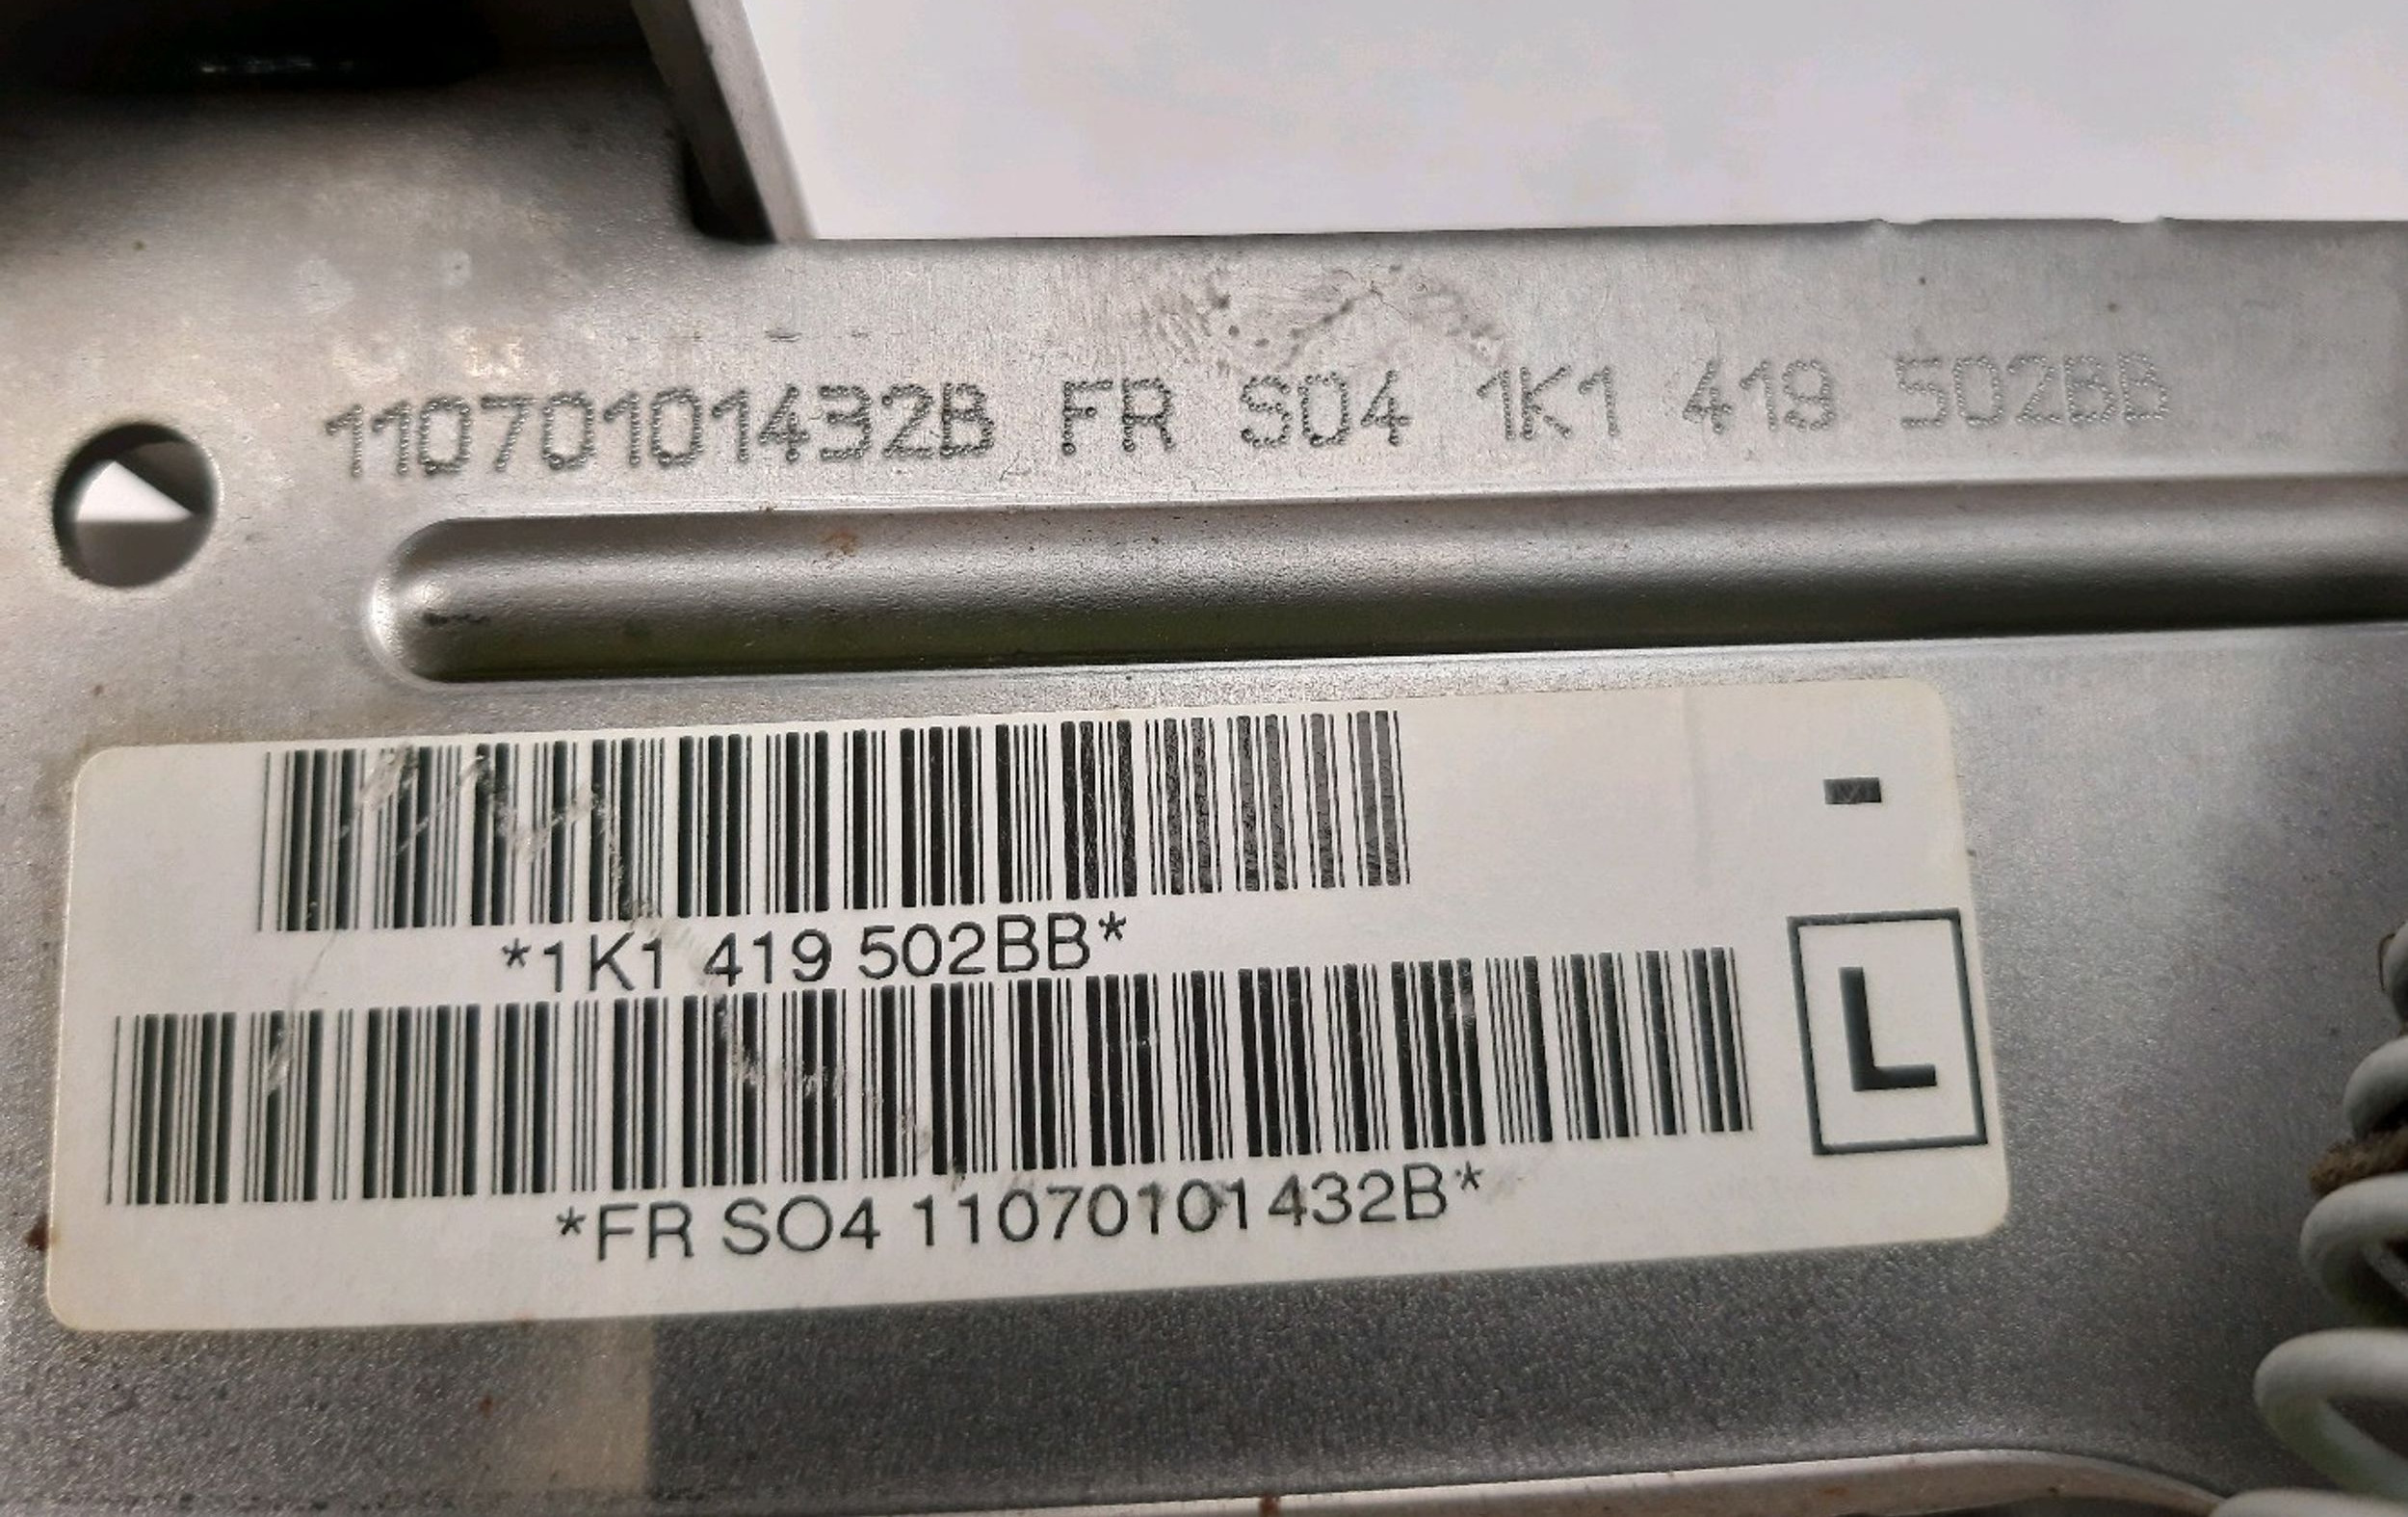 11070101432B FR S04 1K1 419 502BB
-
*1K1 419 502BB*
L
*FR SO4 11070101432B*